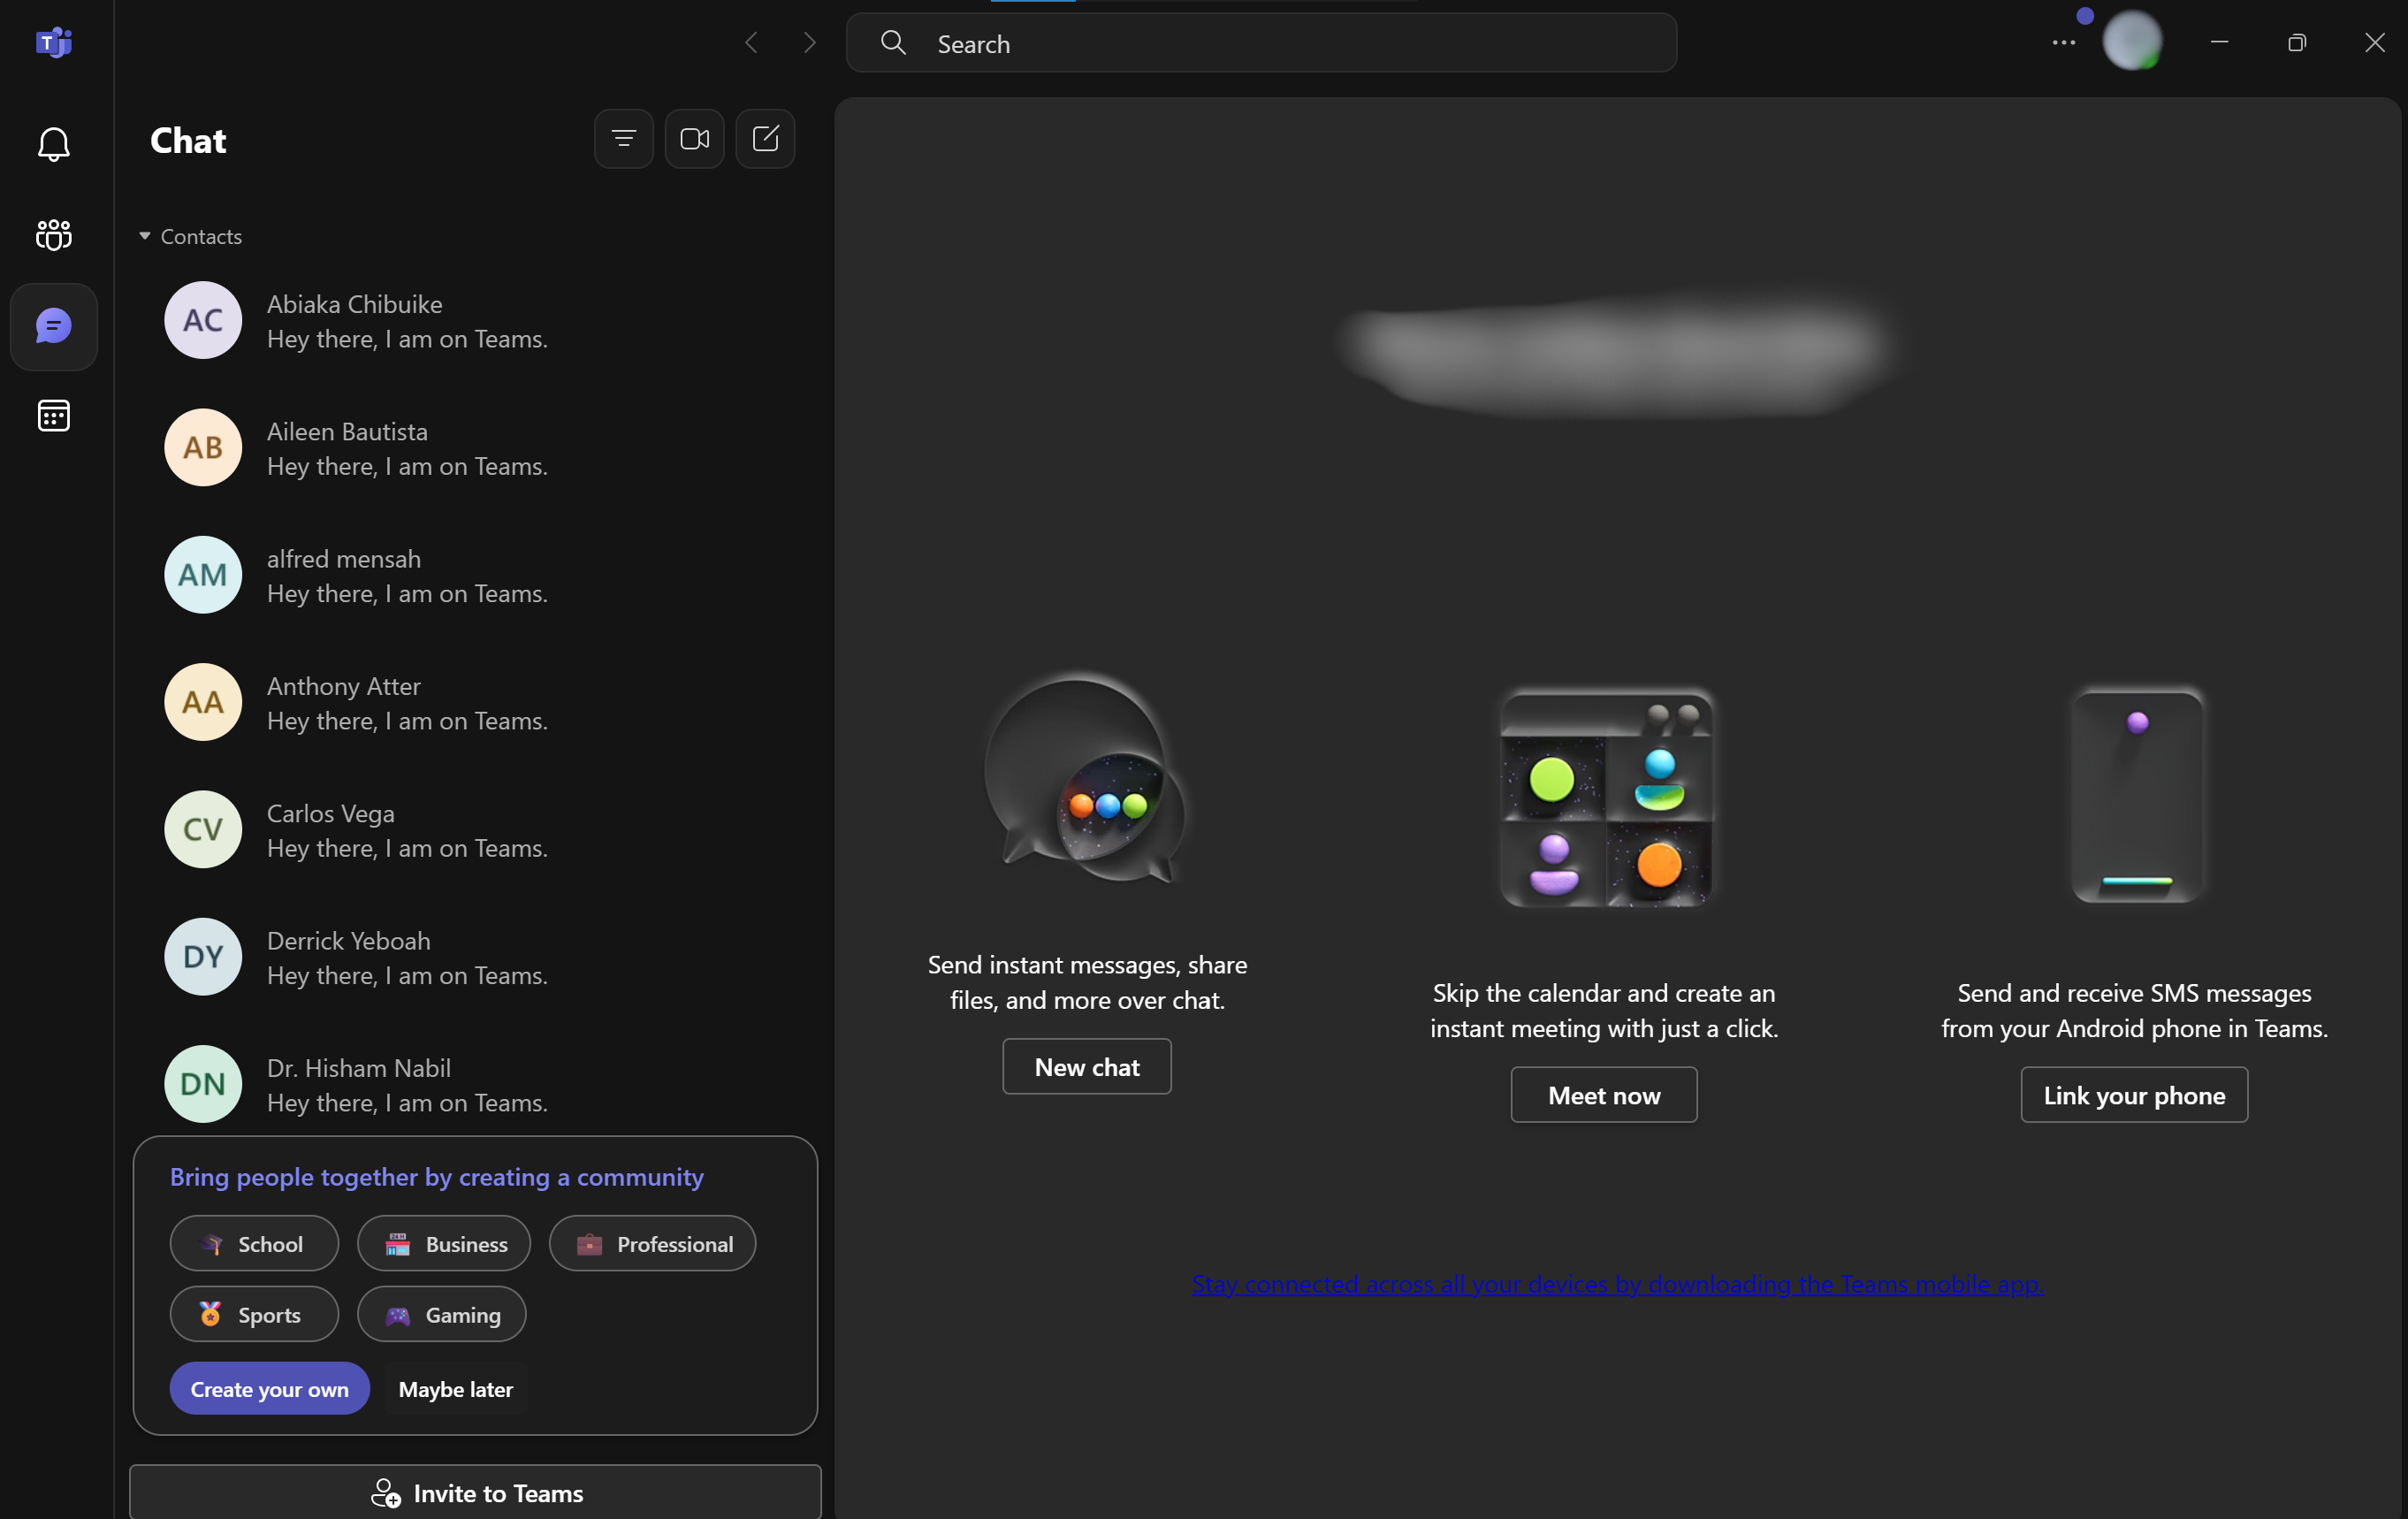 T
Search
Chat
Contacts
AC
Abiaka Chibuike
Hey there, I am on Teams.
AB
Aileen Bautista
Hey there, I am on Teams.
AM
alfred mensah
Hey there, I am on Teams.
AA
Anthony Atter
Hey there, I am on Teams.
CV
Carlos Vega
Hey there, I am on Teams.
DY
Derrick Yeboah
Hey there, I am on Teams.
DN
Dr. Hisham Nabil
Hey there, I am on Teams.
Bring people together by creating a community
School
Business
Professional
Sports
Gaming
Create your own
Maybe later
Invite to Teams
Send instant messages, share
files, and more over chat.
New chat
Skip the calendar and create an
instant meeting with just a click.
Meet now
Send and receive SMS messages
from your Android phone in Teams.
Link your phone
Stay connected across all your devices by downloading the Teams mobile app.